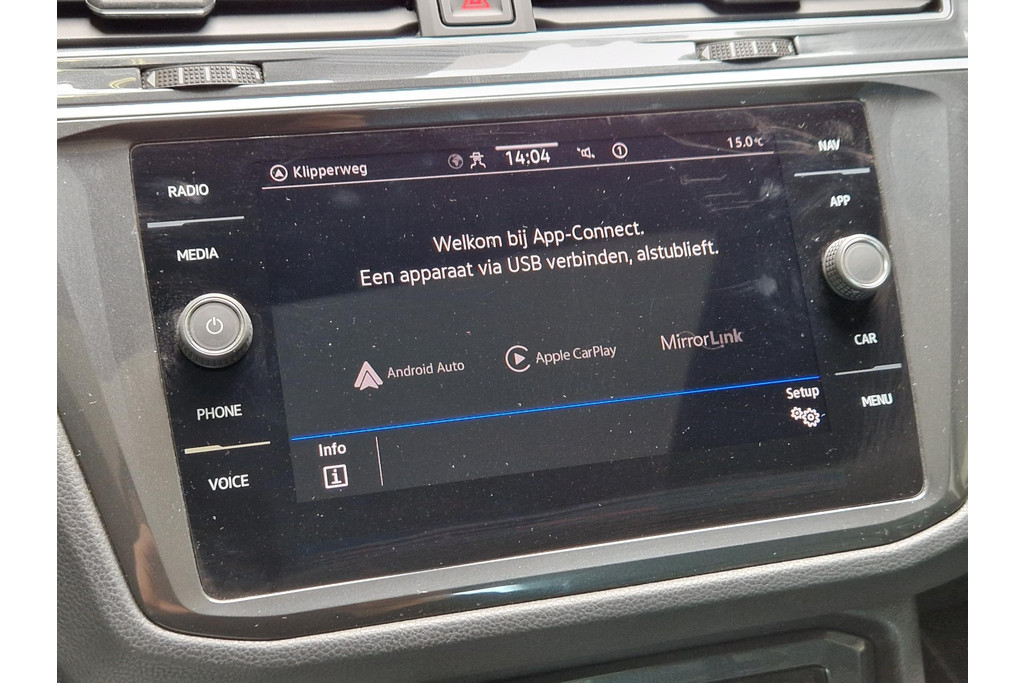 RADIO
MEDIA
PHONE
VOICE
Klipperweg
14:04
1
15.0°C
Welkom bij App-Connect.
Een apparaat via USB verbinden, alstublieft.
Android Auto
Apple CarPlay
MirrorLink
Setup
Info
i
NAV
APP
CAR
MENU